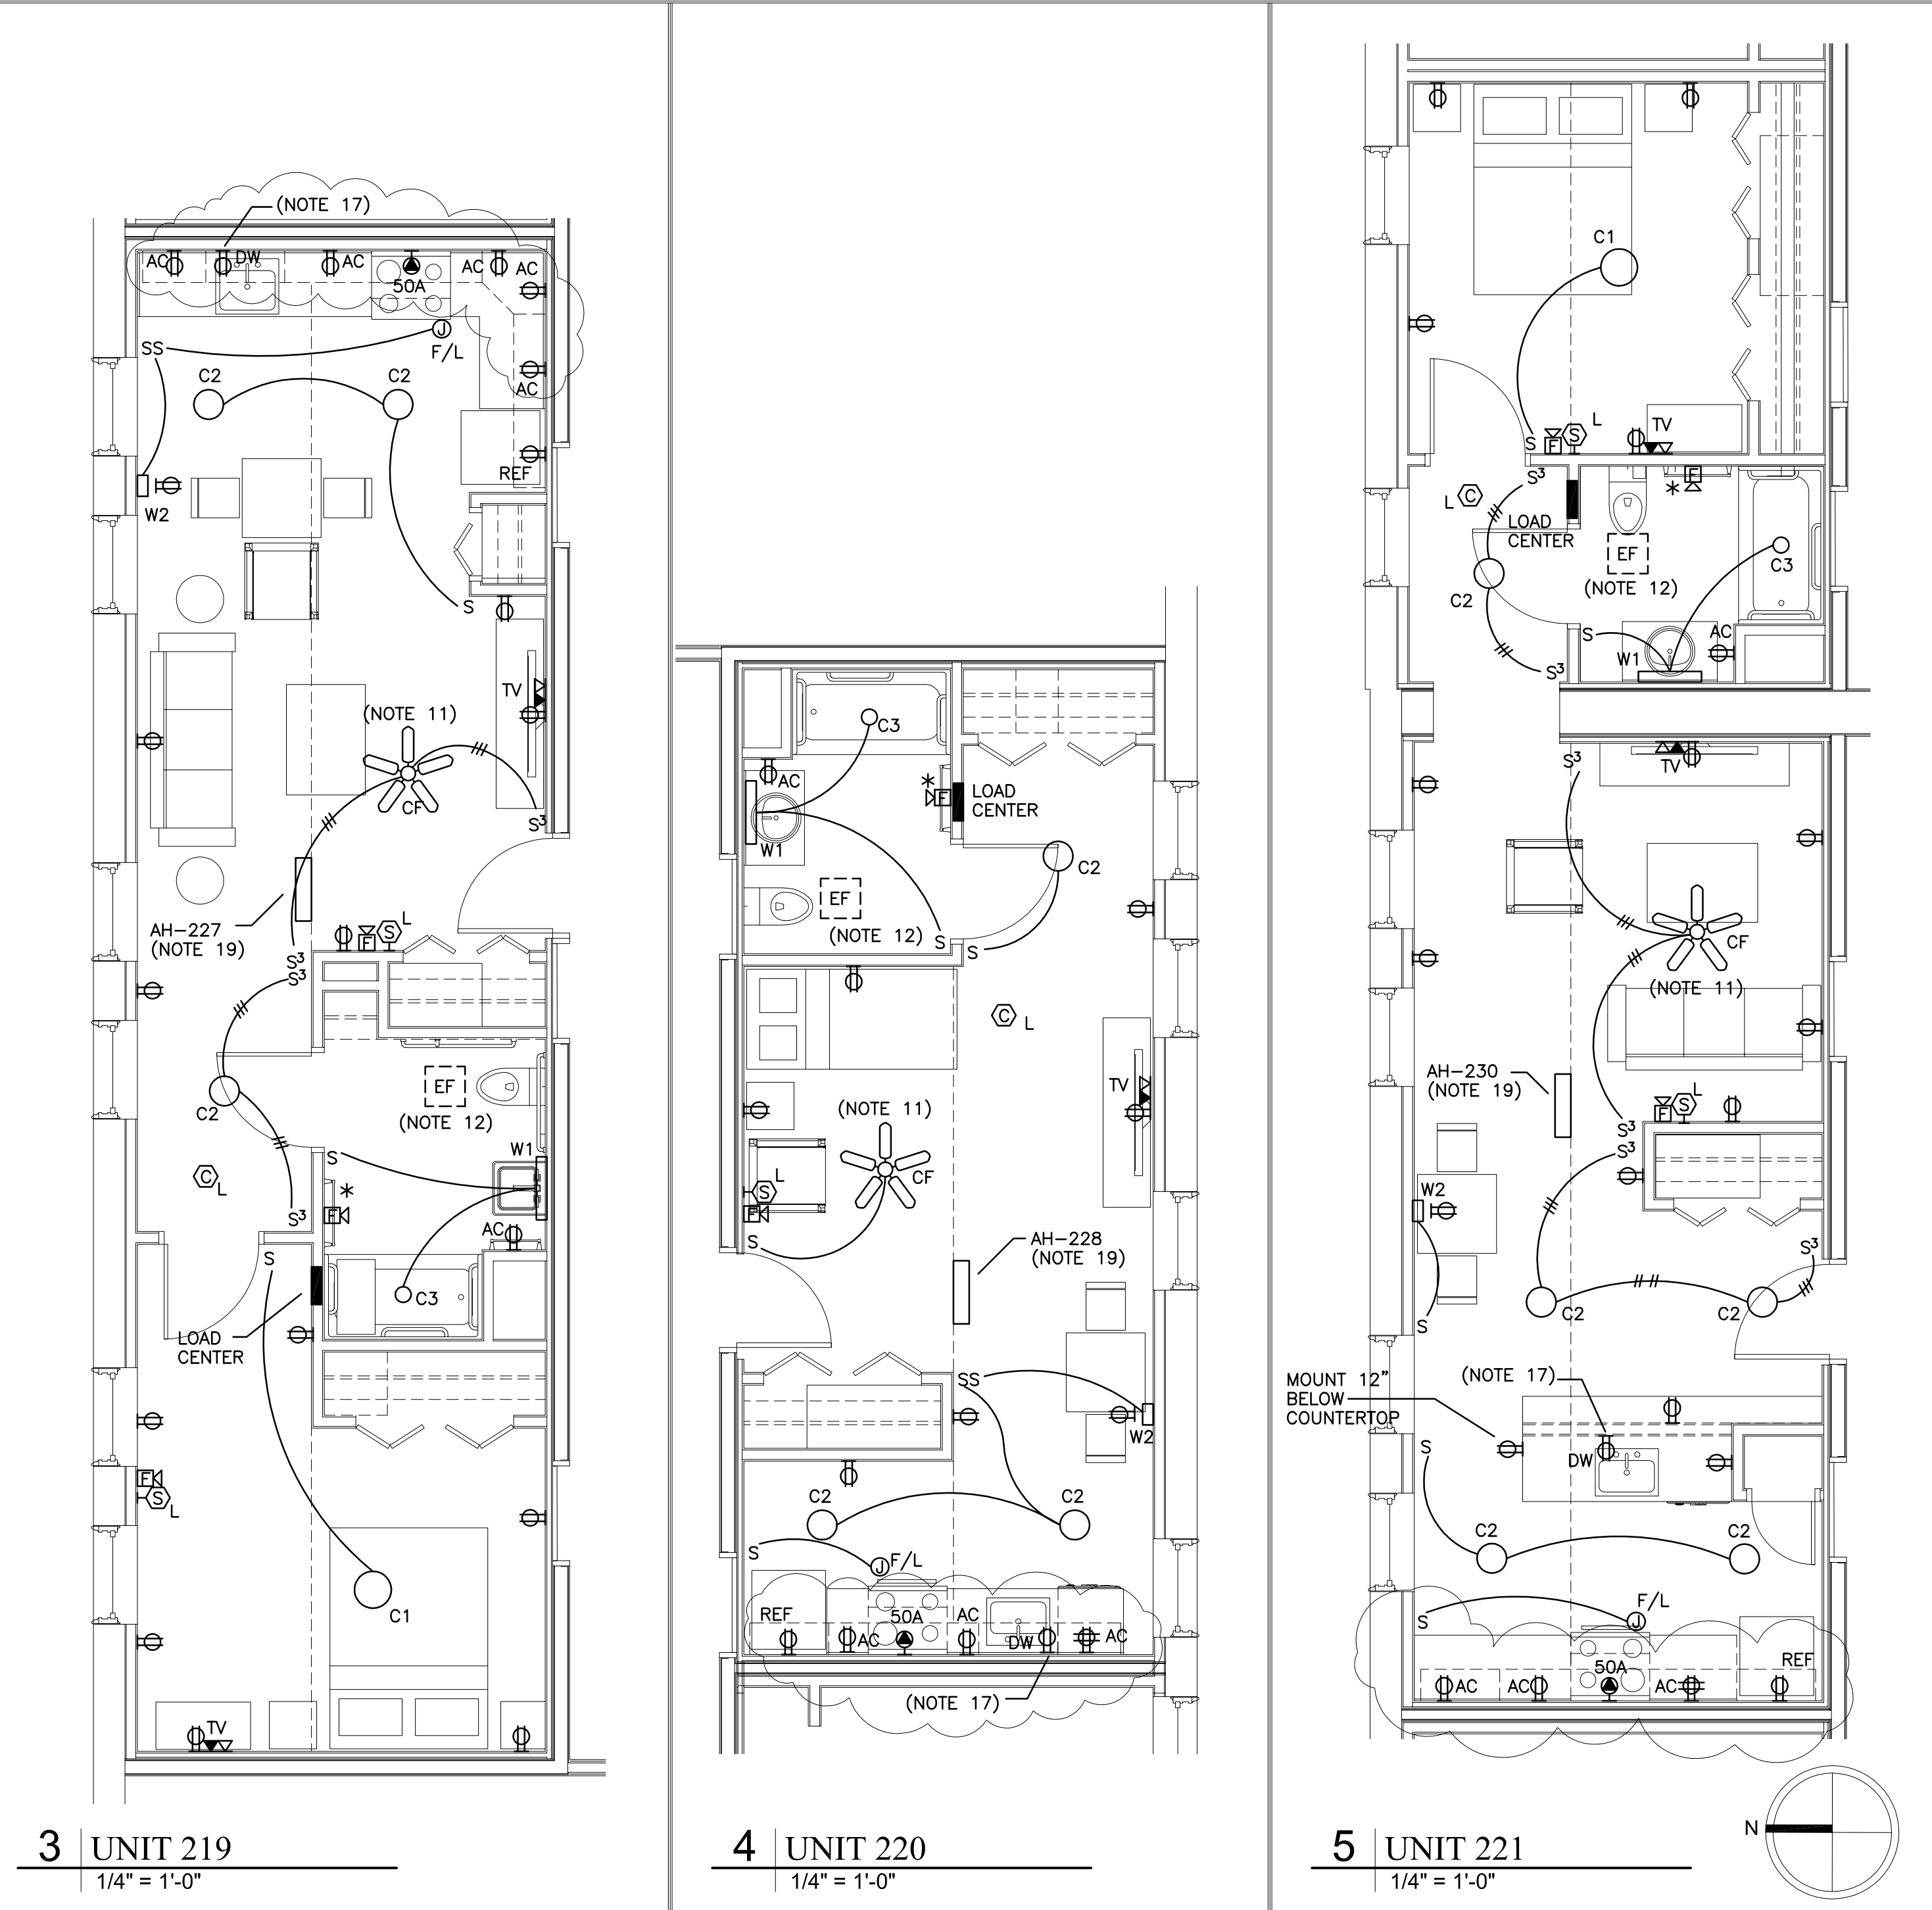 (NOTE 17)
AC
DW
AC
AC
AC
50A
SS
J
F/L
C2
C2
AC
REF
W2
S
TV
(NOTE 11)
CF
S3
AH-227
(NOTE 19)
L
S
F
S3
S3
EF
C2
(NOTE 12)
W1
S
C
L
*
F
S3
AC
S
C3
LOAD
CENTER
F
S
L
C1
TV
3
UNIT 219
1/4" = 1'-0"
C3
*
AC
F
LOAD
CENTER
W1
C2
EF
(NOTE 12)
S
S
C
L
TV
(NOTE 11)
L
CF
S
F
S
AH-228
(NOTE 19)
SS
W2
C2
C2
S
J
F/L
REF
50A
AC
AC
DW
AC
(NOTE 17)
4
UNIT 220
1/4" = 1'-0"
C1
L
TV
S
F
S
S3
F
*
L
C
LOAD
CENTER
EF
C3
(NOTE 12)
C2
S
AC
W1
S3
S3
TV
CF
(NOTE 11)
AH-230
(NOTE 19)
L
F
S
S3
S3
W2
S3
C2
C2
S
MOUNT 12"
BELOW
COUNTERTOP
(NOTE 17)
S
DW
C2
C2
F/L
S
J
REF
50A
AC
AC
AC
N
5
UNIT 221
1/4" = 1'-0"